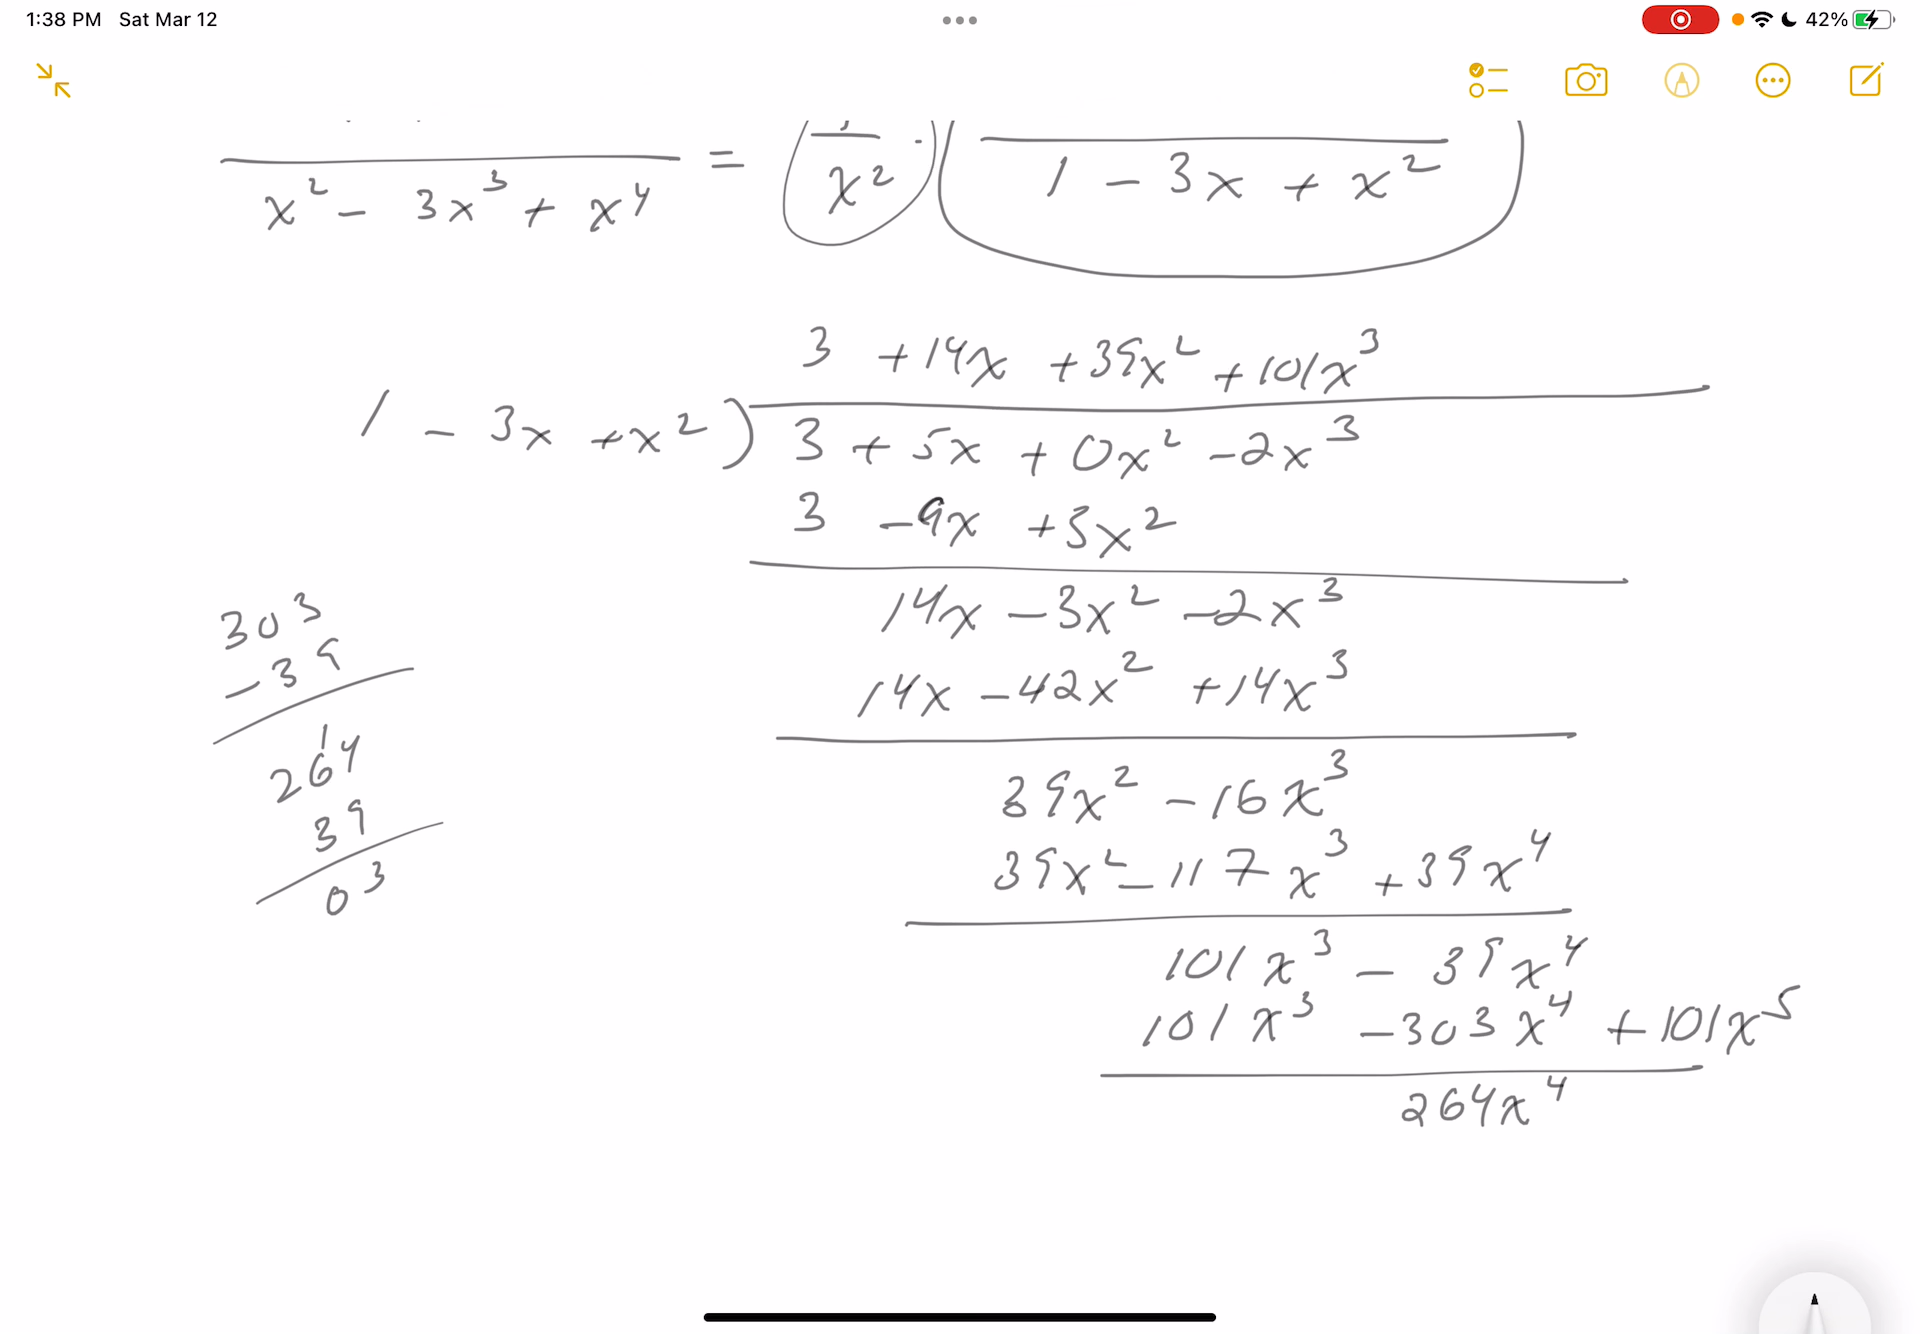 1:38 PM Sat Mar 12
42%
x² - 3x³ + x⁴ = x² · 1 - 3x + x²
3 +14x +39x² +101x³
1 - 3x +x² ) 3 + 5x + 0x² -2x³
3 -9x +3x²
14x -3x² -2x³
14x -42x² +14x³
39x² -16x³
39x² -117x³ +39x⁴
101x³ - 39x⁴
101x³ -303x⁴ +101x⁵
264x⁴
303
-39
1
264
39
03